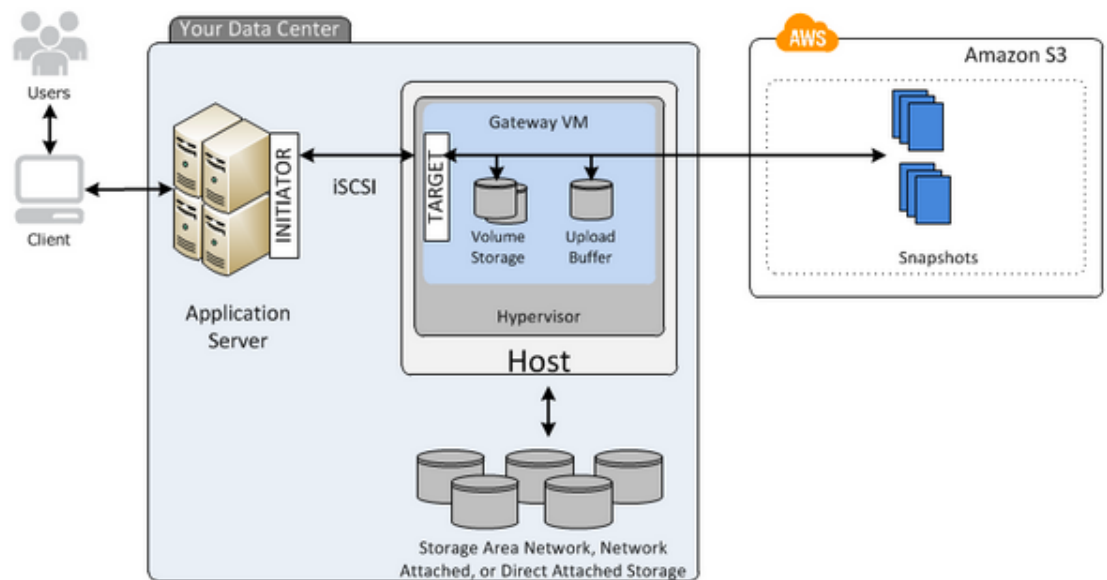 Your Data Center
Users
Client
INITIATOR
iSCSI
Application
Server
Gateway VM
TARGET
Volume
Storage
Upload
Buffer
Hypervisor
Host
Storage Area Network, Network
Attached, or Direct Attached Storage
AWS
Amazon S3
Snapshots